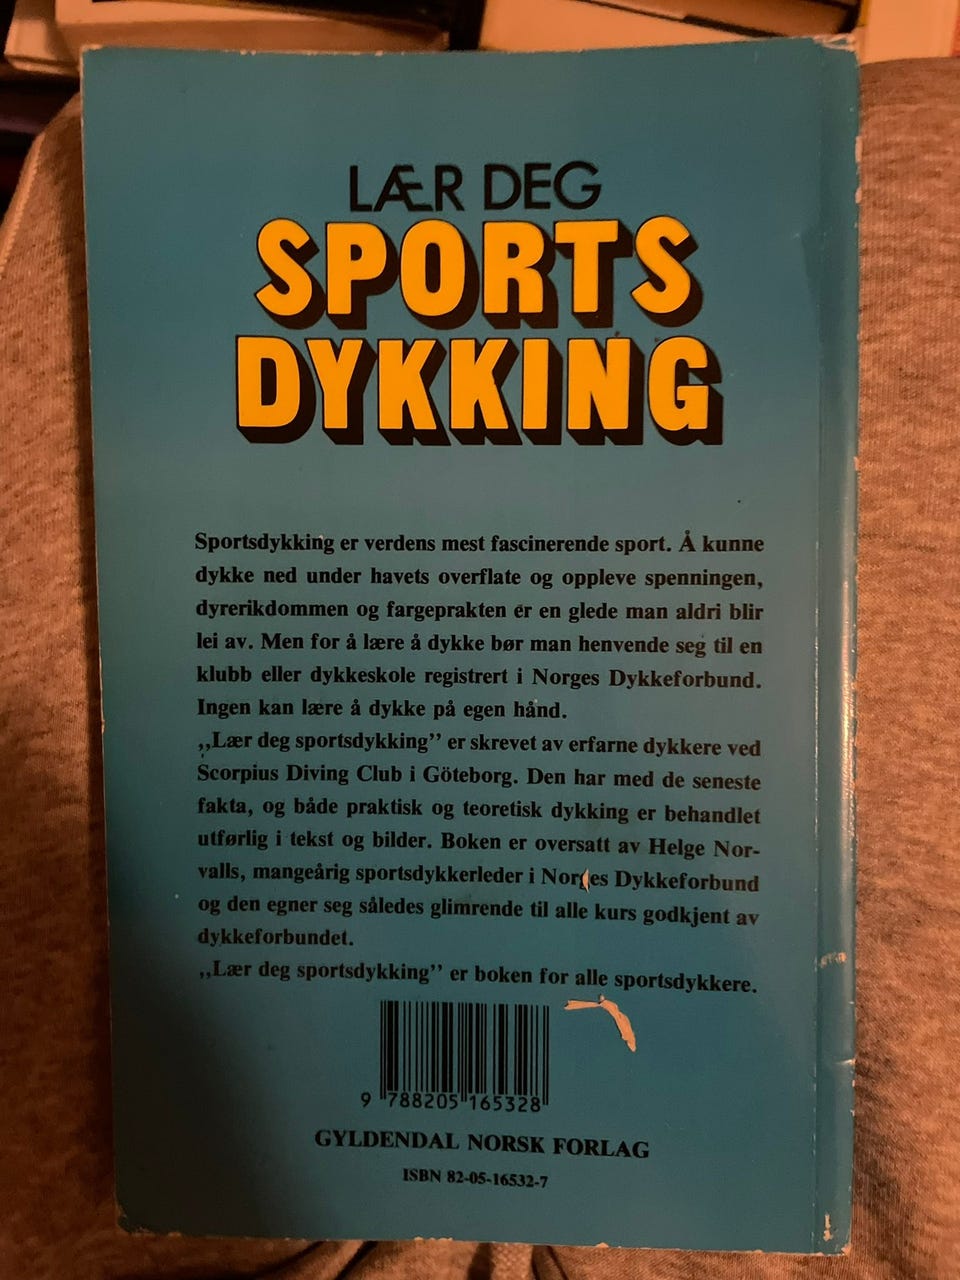 LÆR DEG
SPORTS
DYKKING
Sportsdykking er verdens mest fascinerende sport. Å kunne
dykke ned under havets overflate og oppleve spenningen,
dyrerikdommen og fargeprakten er en glede man aldri blir
lei av. Men for å lære å dykke bør man henvende seg til en
klubb eller dykkeskole registrert i Norges Dykkeforbund.
Ingen kan lære å dykke på egen hånd.
„Lær deg sportsdykking” er skrevet av erfarne dykkere ved
Scorpius Diving Club i Göteborg. Den har med de seneste
fakta, og både praktisk og teoretisk dykking er behandlet
utførlig i tekst og bilder. Boken er oversatt av Helge Nor-
valls, mangeårig sportsdykkerleder i Norges Dykkeforbund
og den egner seg således glimrende til alle kurs godkjent av
dykkeforbundet.
„Lær deg sportsdykking” er boken for alle sportsdykkere.
9 788205 165328
GYLDENDAL NORSK FORLAG
ISBN 82-05-16532-7